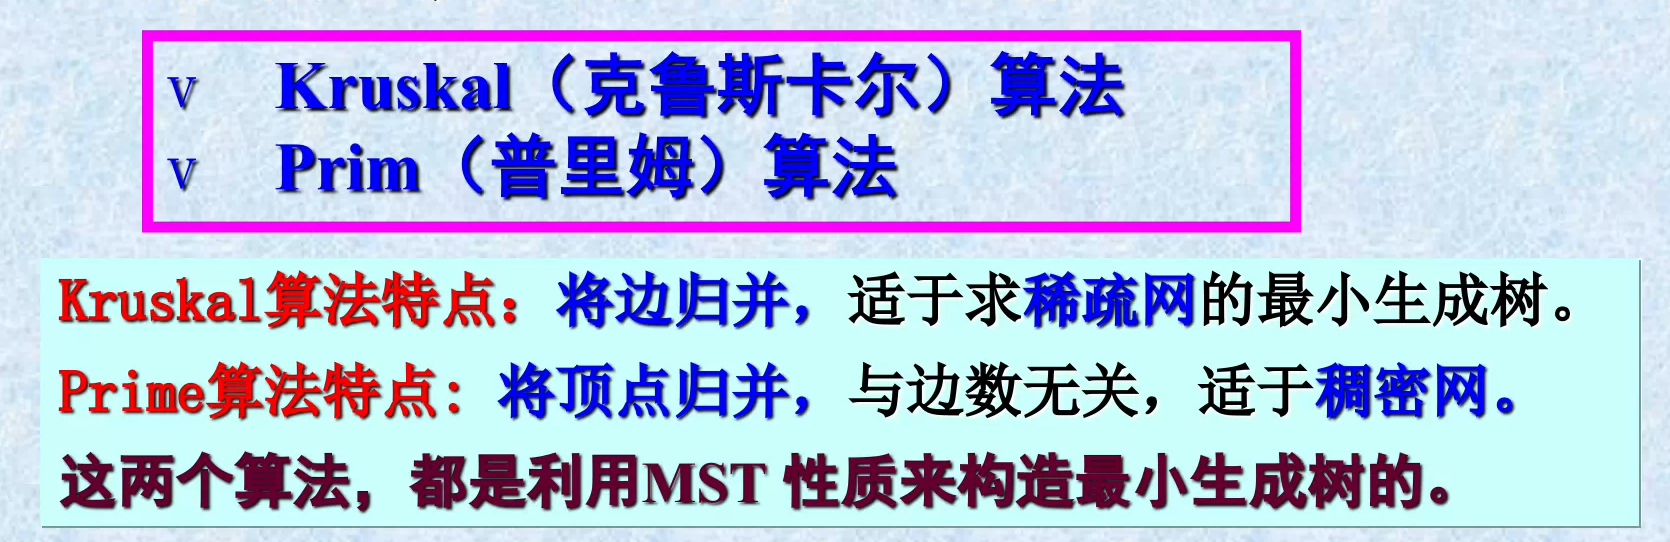 v Kruskal（克鲁斯卡尔）算法
v Prim（普里姆）算法
Kruskal算法特点：将边归并，适于求稀疏网的最小生成树。
Prime算法特点: 将顶点归并，与边数无关，适于稠密网。
这两个算法，都是利用MST 性质来构造最小生成树的。